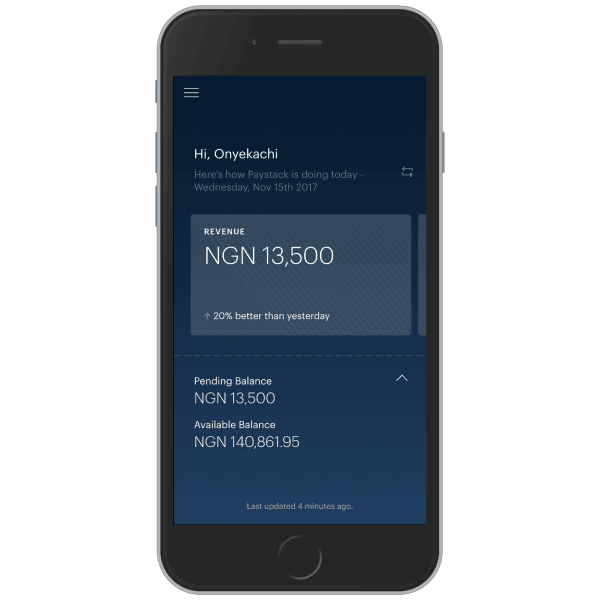 Hi, Onyekachi
Here's how Paystack is doing today -
Wednesday, Nov 15th 2017
REVENUE
NGN 13,500
↑ 20% better than yesterday
Pending Balance
NGN 13,500
Available Balance
NGN 140,861.95
Last updated 4 minutes ago.